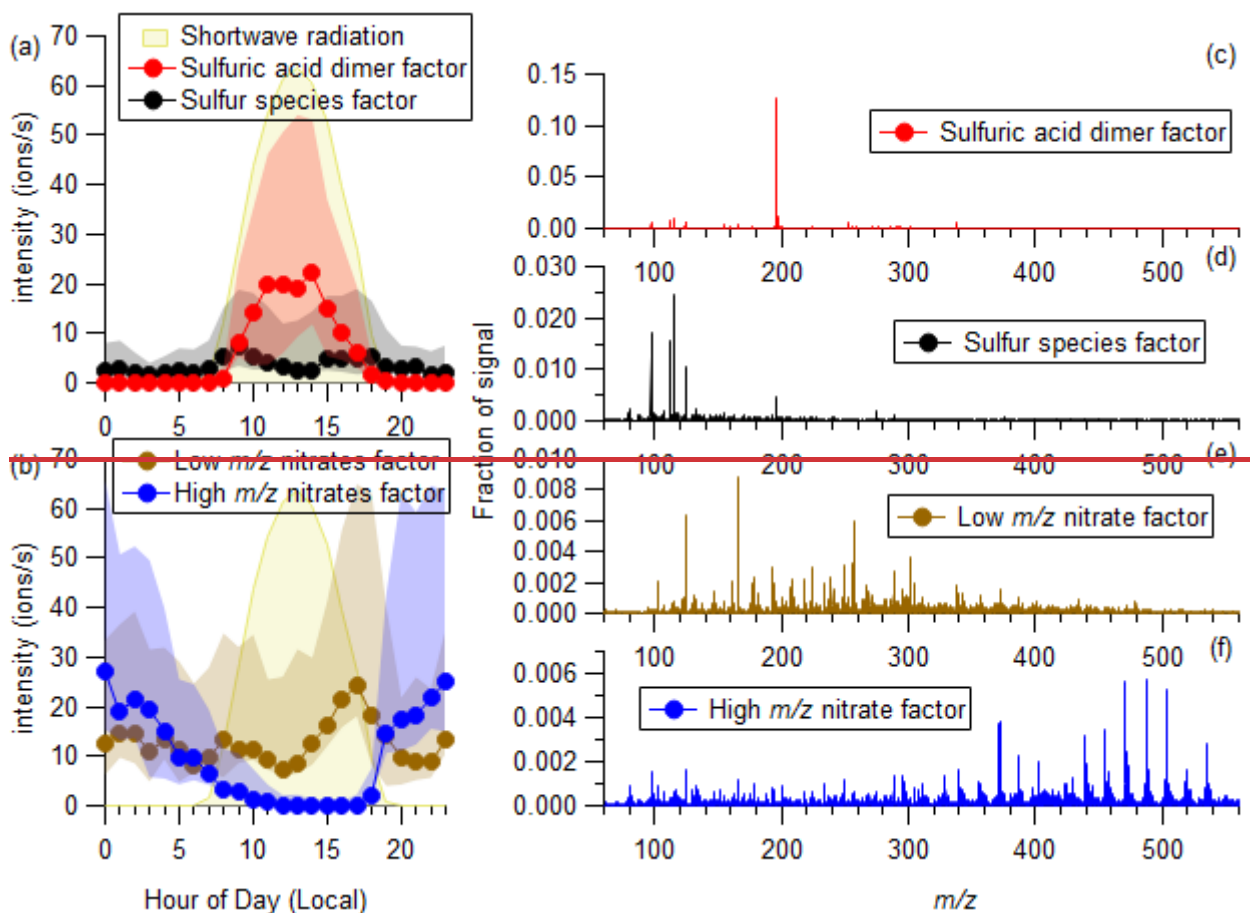 (a)
Shortwave radiation
Sulfuric acid dimer factor
Sulfur species factor
70
60
50
40
30
20
10
0
intensity (ions/s)
0 5 10 15 20
(b)
Low m/z nitrates factor
High m/z nitrates factor
70
60
50
40
30
20
10
0
intensity (ions/s)
0 5 10 15 20
Hour of Day (Local)
(c)
Sulfuric acid dimer factor
0.15
0.10
0.05
0.00
100 200 300 400 500
(d)
Sulfur species factor
0.030
0.020
0.010
0.000
100 200 300 400 500
Fraction of signal
(e)
Low m/z nitrate factor
0.010
0.008
0.006
0.004
0.002
0.000
100 200 300 400 500
(f)
High m/z nitrate factor
0.006
0.004
0.002
0.000
100 200 300 400 500
m/z